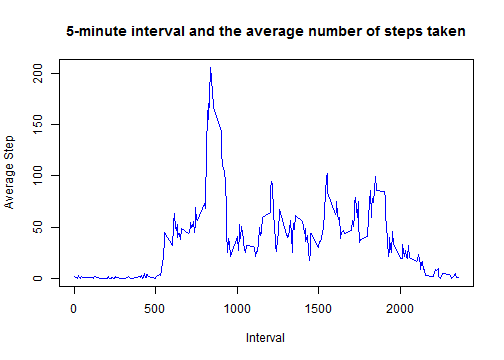 5-minute interval and the average number of steps taken
200
150
100
50
0
Average Step
0 500 1000 1500 2000
Interval